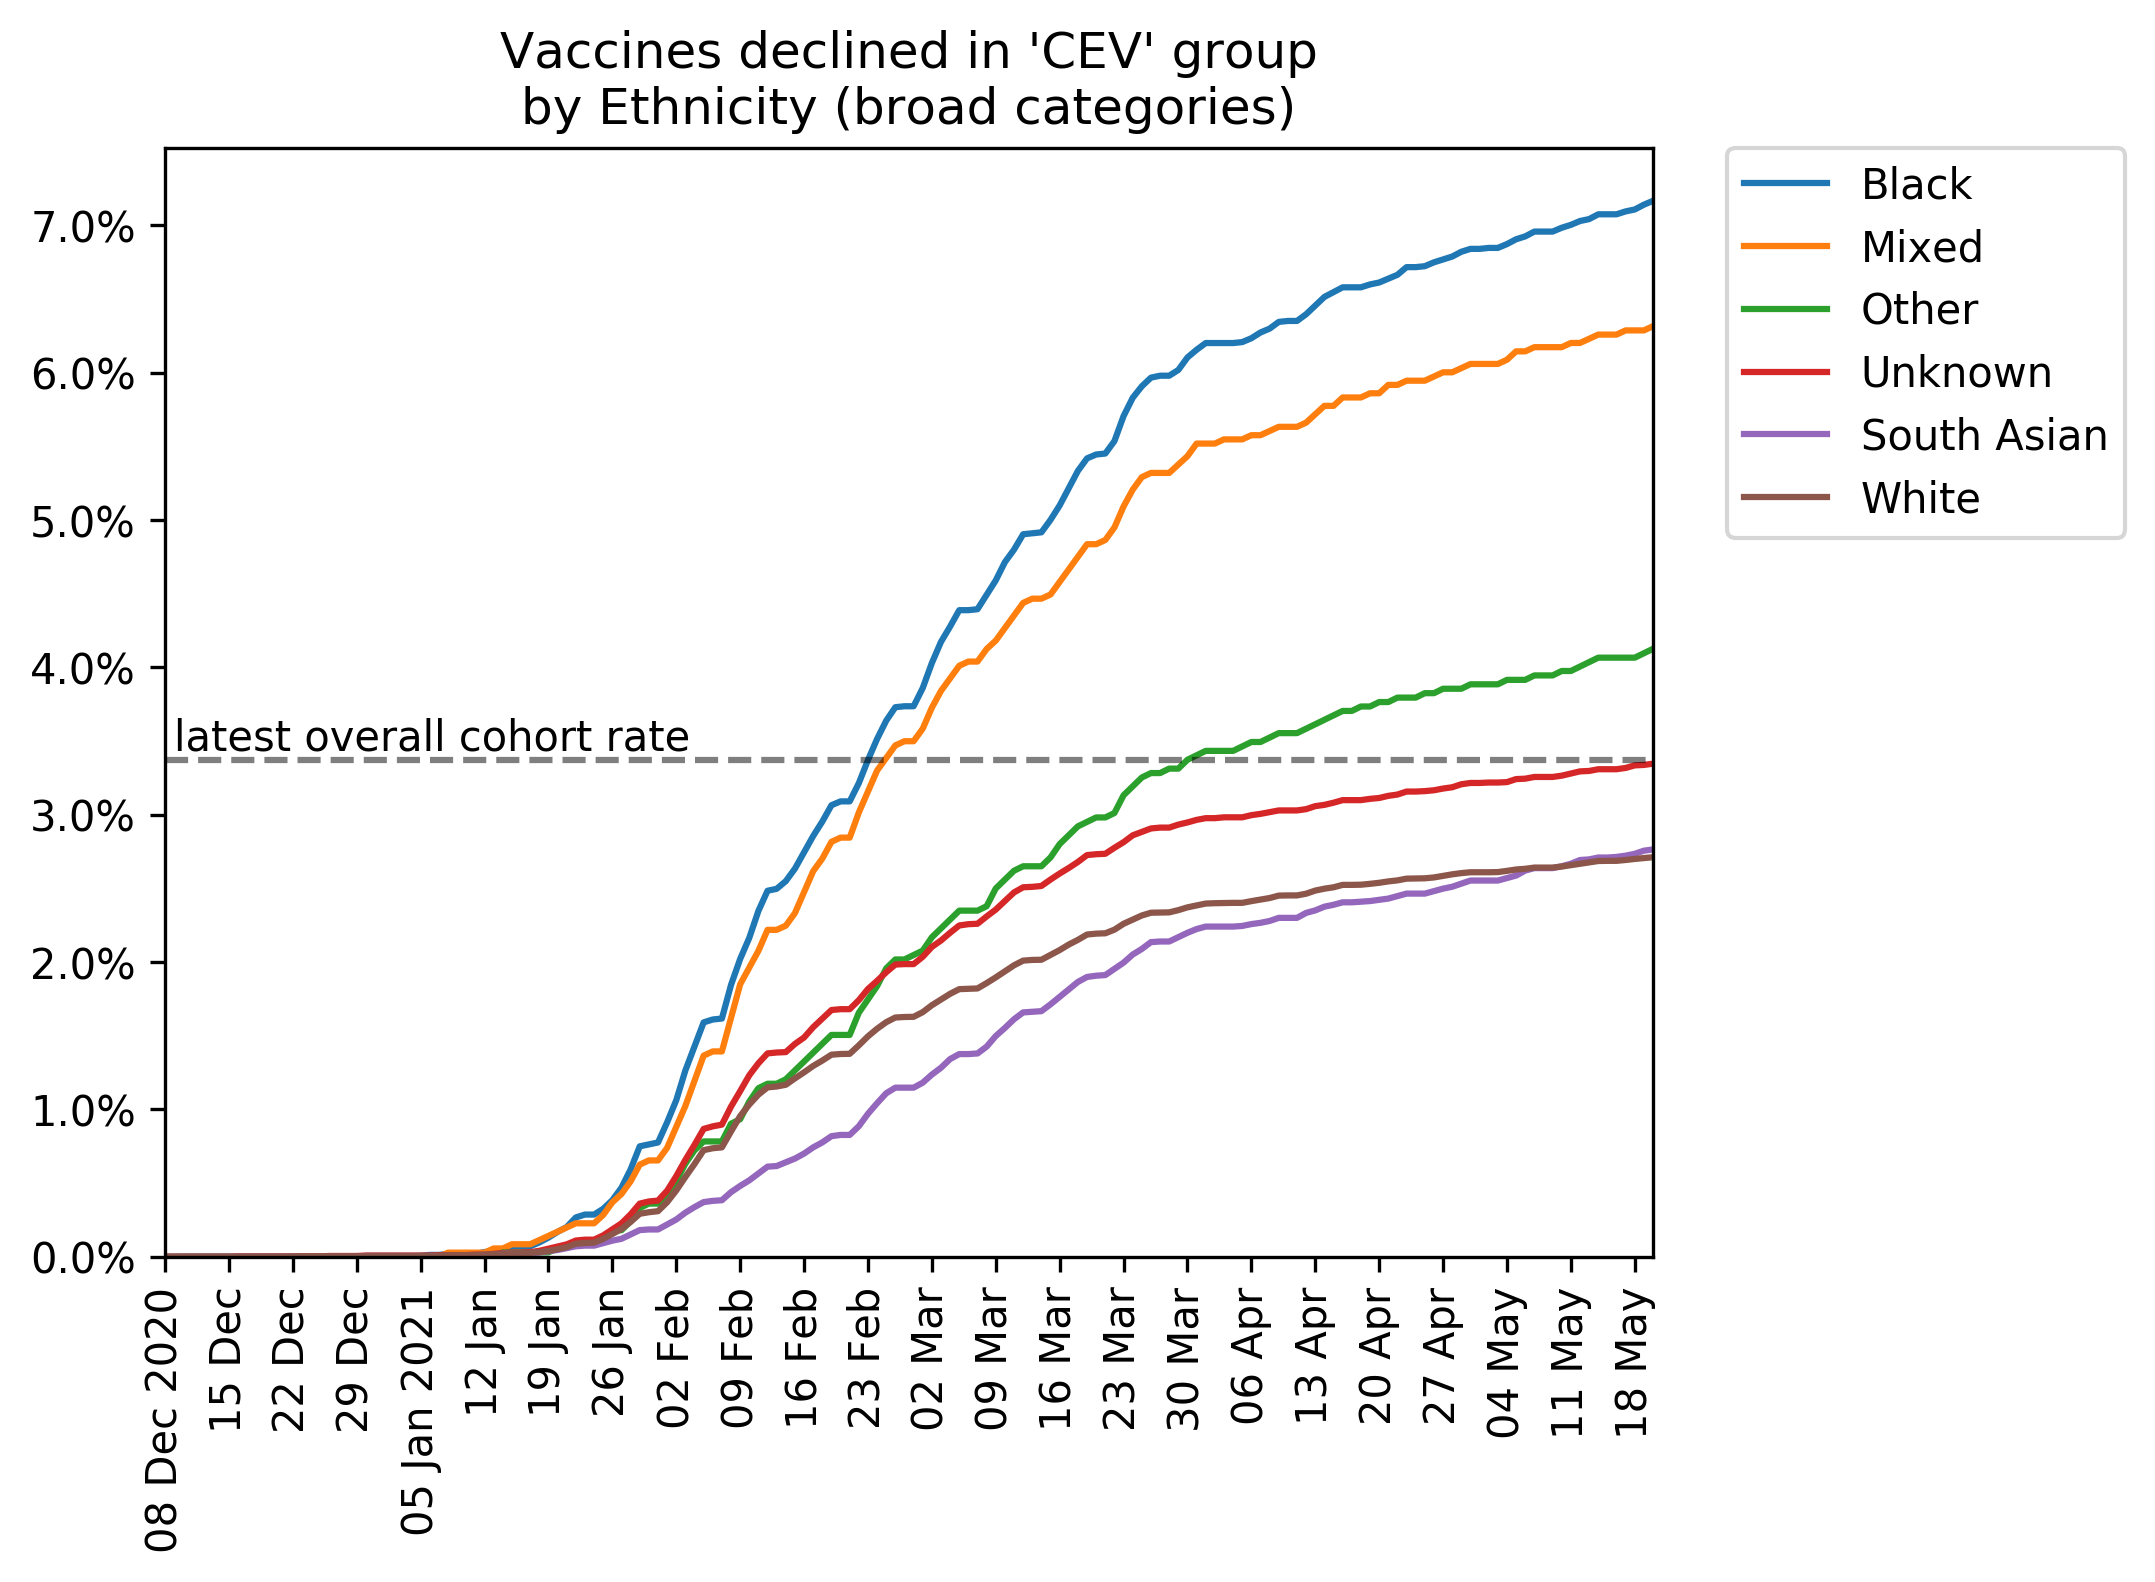 Vaccines declined in 'CEV' group
by Ethnicity (broad categories)
7.0%
6.0%
5.0%
4.0%
3.0%
2.0%
1.0%
0.0%
latest overall cohort rate
08 Dec 2020
15 Dec
22 Dec
29 Dec
05 Jan 2021
12 Jan
19 Jan
26 Jan
02 Feb
09 Feb
16 Feb
23 Feb
02 Mar
09 Mar
16 Mar
23 Mar
30 Mar
06 Apr
13 Apr
20 Apr
27 Apr
04 May
11 May
18 May
Black
Mixed
Other
Unknown
South Asian
White